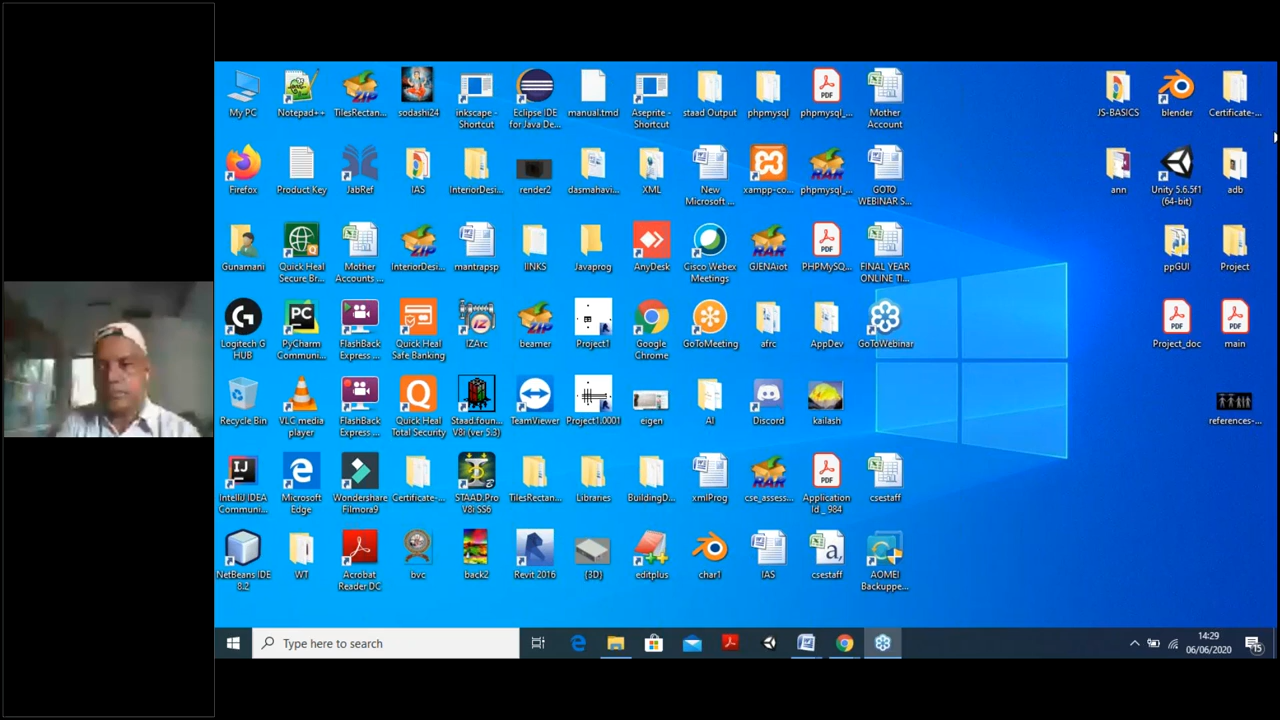 My PC
Notepad++
TilesRectan...
sodashi24
inkscape - Shortcut
Eclipse IDE for Java De...
manual.tmd
Aseprite - Shortcut
staad Output
phpmysql
phpmysql_...
Mother Account
JS-BASICS
blender
Certificate-...
Firefox
Product Key
JabRef
IAS
InteriorDesi...
render2
dasmahavi...
XML
New Microsoft ...
xampp-co...
phpmysql_...
GOTO WEBINAR S...
ann
Unity 5.6.5f1 (64-bit)
adb
Gunamani
Quick Heal Secure Br...
Mother Accounts ...
InteriorDesi...
mantrapsp
lINKS
Javaprog
AnyDesk
Cisco Webex Meetings
GJENAiot
PHPMySQ...
FINAL YEAR ONLINE TI...
ppGUI
Project
Logitech G HUB
PyCharm Communi...
FlashBack Express ...
Quick Heal Safe Banking
IZArc
beamer
Project1
Google Chrome
GoToMeeting
afrc
AppDev
GoToWebinar
Project_doc
main
Recycle Bin
VLC media player
FlashBack Express ...
Quick Heal Total Security
Staad.foun... V8i (ver 5.3)
TeamViewer
Project1.0001
eigen
AI
Discord
kailash
references-...
IntelliJ IDEA Communi...
Microsoft Edge
Wondershare Filmora9
Certificate-...
STAAD.Pro V8i SS6
TilesRectan...
Libraries
BuildingD...
xmlProg
cse_assess...
Application Id _ 984
csestaff
NetBeans IDE 8.2
WT
Acrobat Reader DC
bvc
back2
Revit 2016
(3D)
editplus
char1
IAS
csestaff
AOMEI Backuppe...
Type here to search
14:29
06/06/2020
15